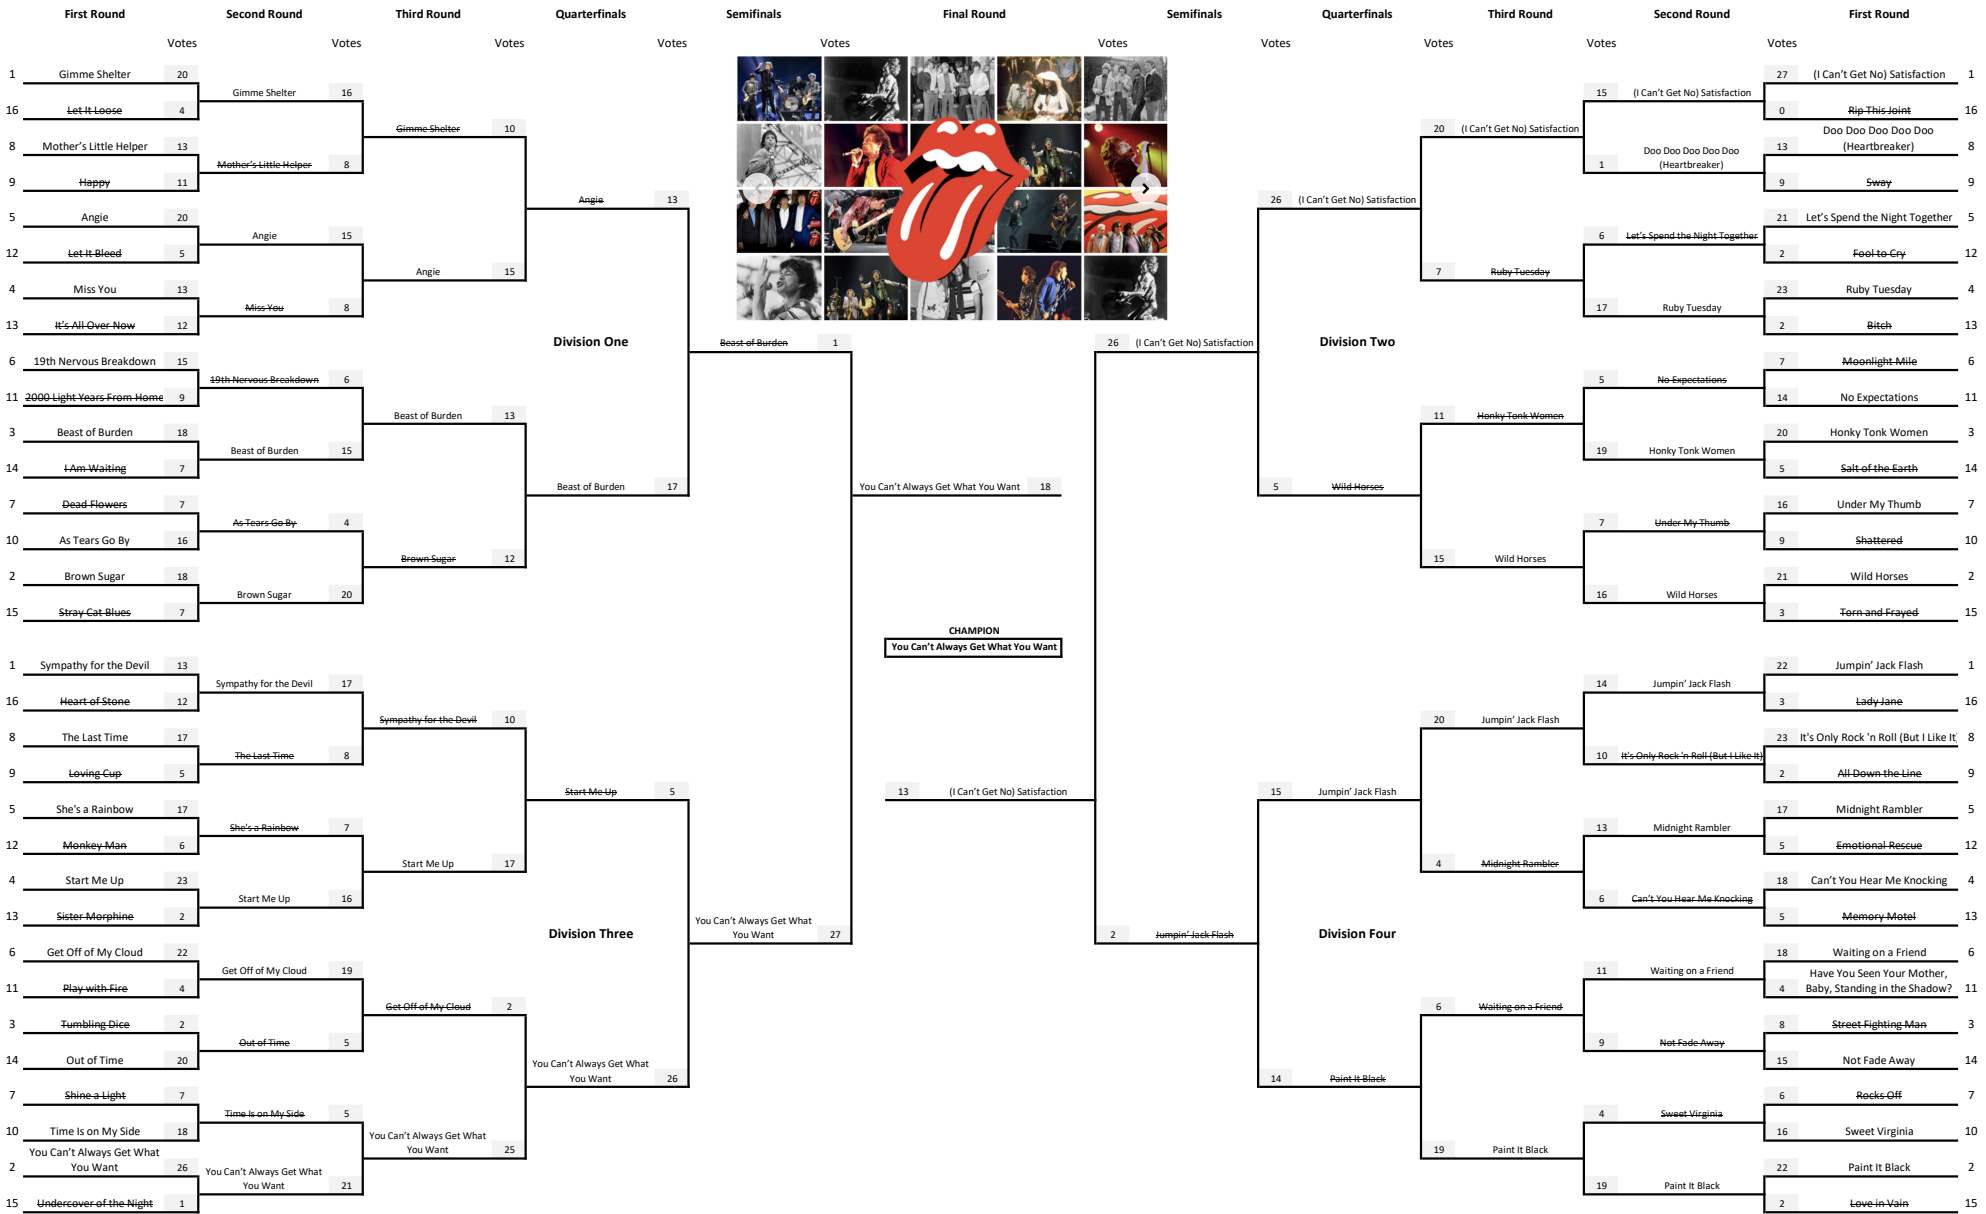 First Round Second Round Third Round Quarterfinals Semifinals Final Round Semifinals Quarterfinals Third Round Second Round First Round
Votes Votes Votes Votes Votes Votes Votes Votes Votes Votes
1 Gimme Shelter 20
16 Let It Loose 4
8 Mother's Little Helper 13
9 Happy 11
5 Angie 20
12 Let It Bleed 5
4 Miss You 13
13 It's All Over Now 12
6 19th Nervous Breakdown 15
11 2000 Light Years From Home 9
3 Beast of Burden 18
14 I Am Waiting 7
7 Dead Flowers 7
10 As Tears Go By 16
2 Brown Sugar 18
15 Stray Cat Blues 7
Gimme Shelter 16
Mother's Little Helper 8
Angie 15
Miss You 8
19th Nervous Breakdown 6
Beast of Burden 15
As Tears Go By 4
Brown Sugar 20
Gimme Shelter 10
Angie 15
Beast of Burden 13
Brown Sugar 12
Angie 13
Division One
Beast of Burden 17
Beast of Burden 1
1 Sympathy for the Devil 13
16 Heart of Stone 12
8 The Last Time 17
9 Loving Cup 5
5 She's a Rainbow 17
12 Monkey Man 6
4 Start Me Up 23
13 Sister Morphine 2
6 Get Off of My Cloud 22
11 Play with Fire 4
3 Tumbling Dice 2
14 Out of Time 20
7 Shine a Light 7
10 Time Is on My Side 18
You Can't Always Get What
2 You Want 26
15 Undercover of the Night 1
Sympathy for the Devil 17
The Last Time 8
She's a Rainbow 7
Start Me Up 16
Get Off of My Cloud 19
Out of Time 5
Time Is on My Side 5
You Can't Always Get What
You Want 21
Sympathy for the Devil 10
Start Me Up 17
Get Off of My Cloud 2
You Can't Always Get What
You Want 25
Start Me Up 5
Division Three
You Can't Always Get What
You Want 26
You Can't Always Get What
You Want 27
You Can't Always Get What You Want 18
CHAMPION
You Can't Always Get What You Want
13 (I Can't Get No) Satisfaction
26 (I Can't Get No) Satisfaction
2 Jumpin' Jack Flash
26 (I Can't Get No) Satisfaction
Division Two
5 Wild Horses
20 (I Can't Get No) Satisfaction
7 Ruby Tuesday
11 Honky Tonk Women
15 Wild Horses
15 (I Can't Get No) Satisfaction
Doo Doo Doo Doo Doo
1 (Heartbreaker)
6 Let's Spend the Night Together
17 Ruby Tuesday
5 No Expectations
19 Honky Tonk Women
7 Under My Thumb
16 Wild Horses
27 (I Can't Get No) Satisfaction 1
0 Rip This Joint 16
Doo Doo Doo Doo Doo
13 (Heartbreaker) 8
9 Sway 9
21 Let's Spend the Night Together 5
2 Fool to Cry 12
23 Ruby Tuesday 4
2 Bitch 13
7 Moonlight Mile 6
14 No Expectations 11
20 Honky Tonk Women 3
5 Salt of the Earth 14
16 Under My Thumb 7
9 Shattered 10
21 Wild Horses 2
3 Torn and Frayed 15
15 Jumpin' Jack Flash
Division Four
14 Paint It Black
20 Jumpin' Jack Flash
4 Midnight Rambler
6 Waiting on a Friend
19 Paint It Black
14 Jumpin' Jack Flash
10 It's Only Rock 'n Roll (But I Like It)
13 Midnight Rambler
6 Can't You Hear Me Knocking
11 Waiting on a Friend
9 Not Fade Away
4 Sweet Virginia
19 Paint It Black
22 Jumpin' Jack Flash 1
3 Lady Jane 16
23 It's Only Rock 'n Roll (But I Like It 8
2 All Down the Line 9
17 Midnight Rambler 5
5 Emotional Rescue 12
18 Can't You Hear Me Knocking 4
5 Memory Motel 13
18 Waiting on a Friend 6
Have You Seen Your Mother,
4 Baby, Standing in the Shadow? 11
8 Street Fighting Man 3
15 Not Fade Away 14
6 Rocks Off 7
16 Sweet Virginia 10
22 Paint It Black 2
2 Love in Vain 15